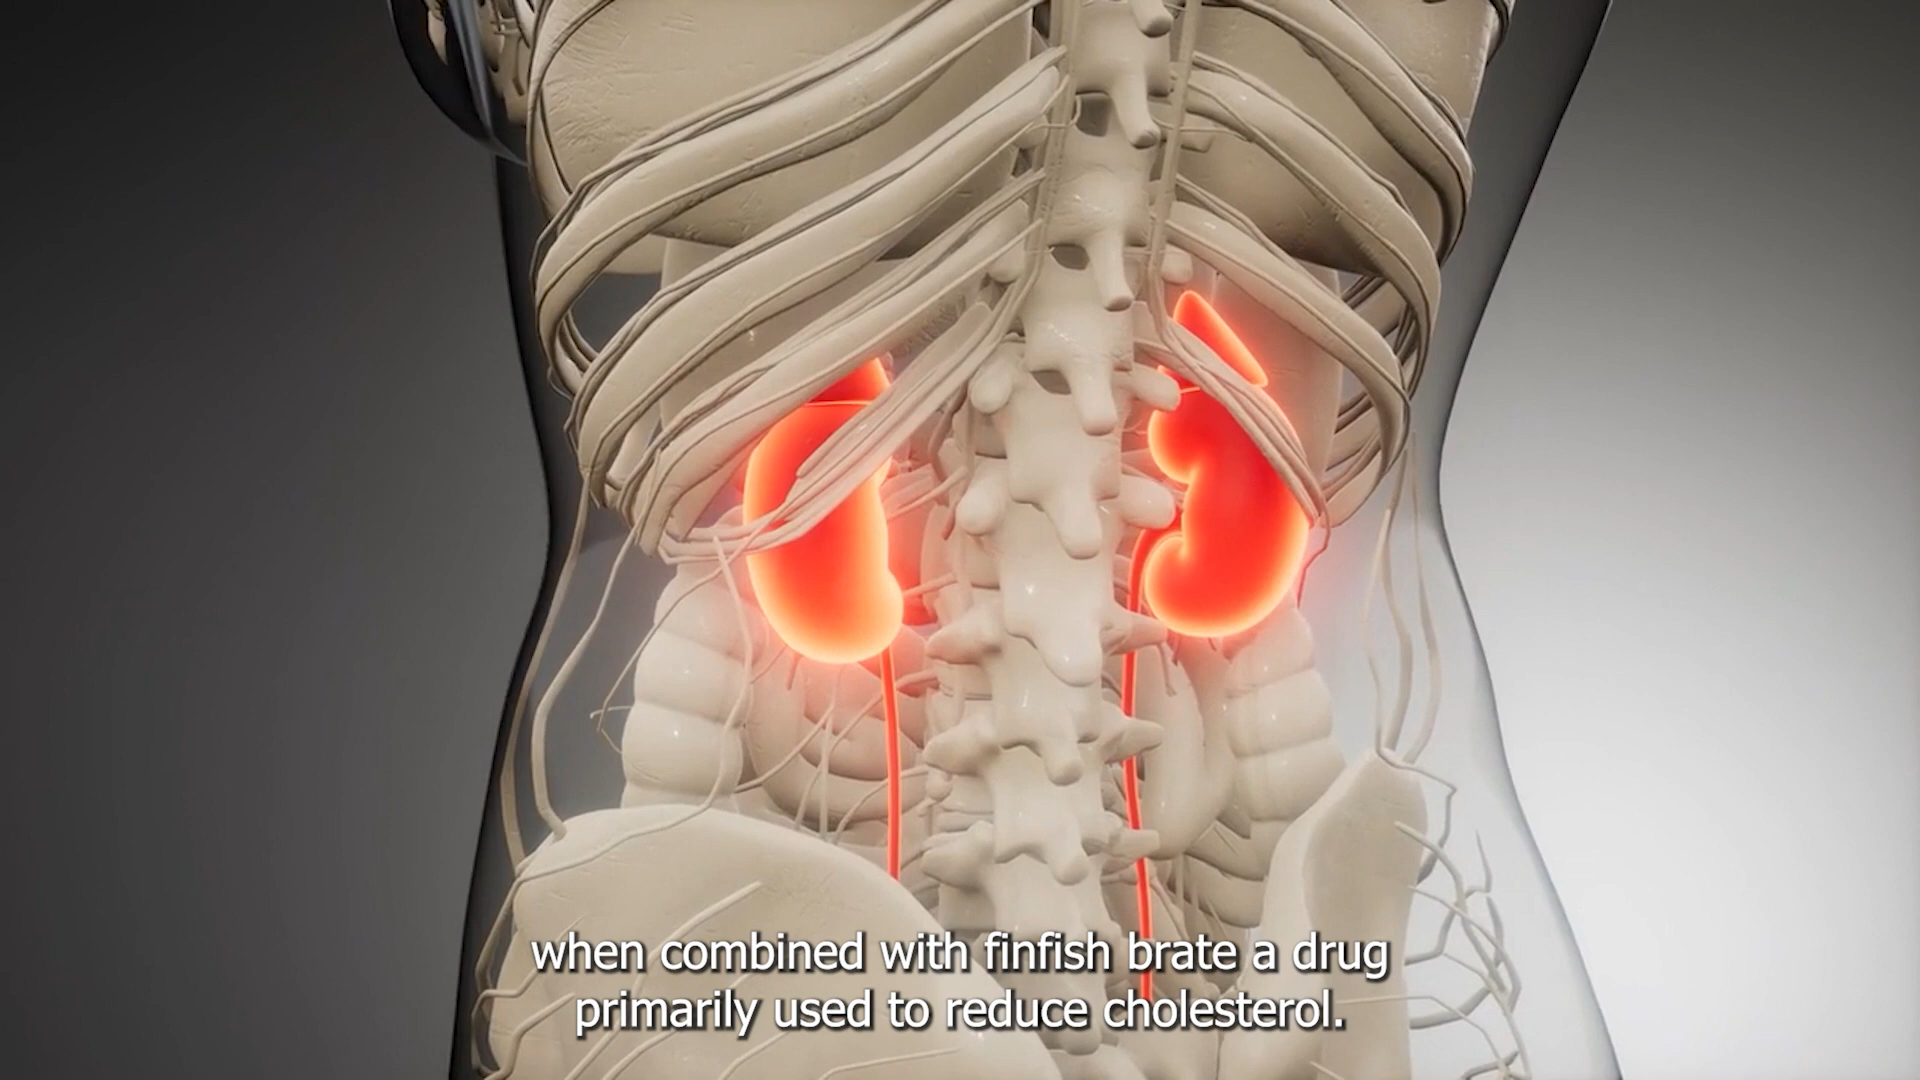 when combined with finfish brate a drug
primarily used to reduce cholesterol.